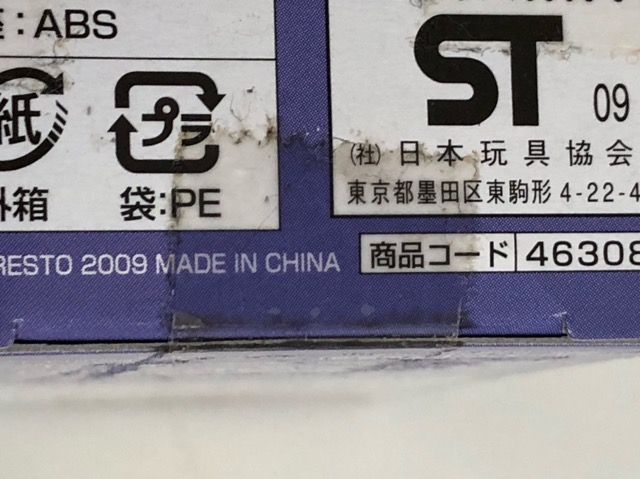 ：ABS
紙
プラ
外箱
袋:PE
RESTO 2009 MADE IN CHINA
ST
09
(社)日本玩具協会
東京都墨田区東駒形 4-22-4
商品コード 46308